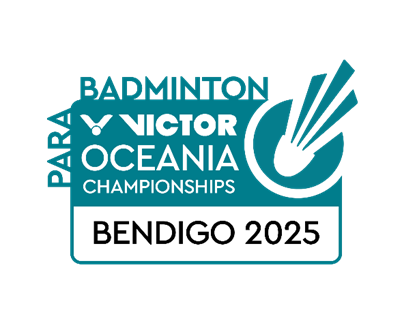 PARA
BADMINTON
VICTOR
OCEANIA
CHAMPIONSHIPS
BENDIGO 2025